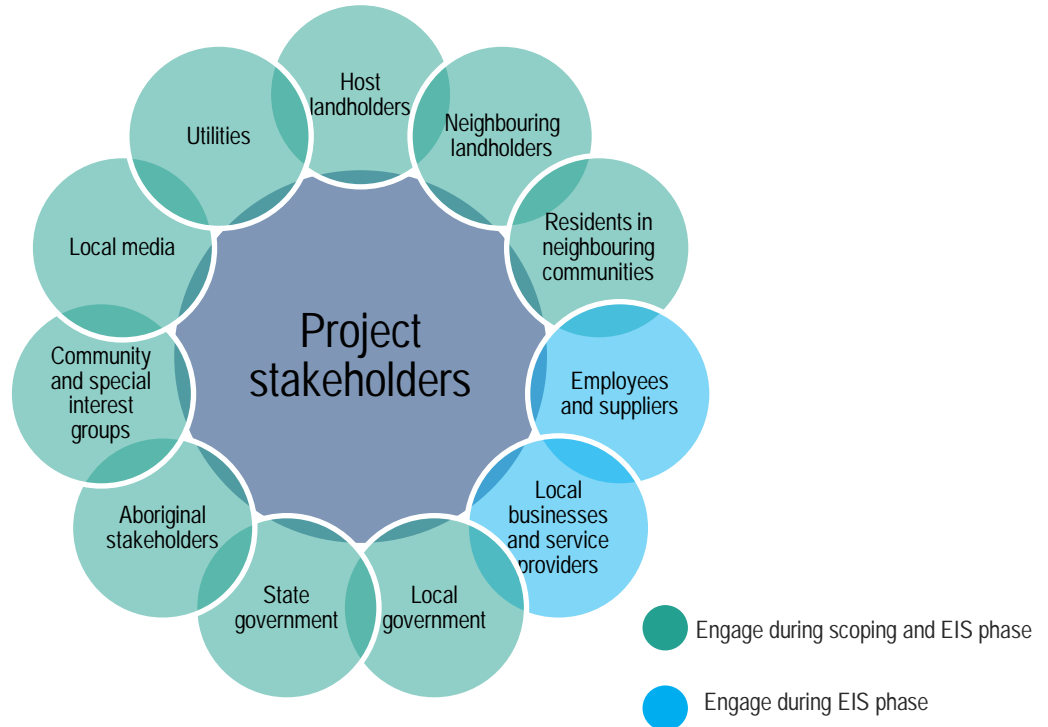 Host
landholders
Neighbouring
landholders
Residents in
neighbouring
communities
Employees
and suppliers
Local
businesses
and service
providers
Local
government
State
government
Aboriginal
stakeholders
Community
and special
interest
groups
Local media
Utilities
Project
stakeholders
Engage during scoping and EIS phase
Engage during EIS phase